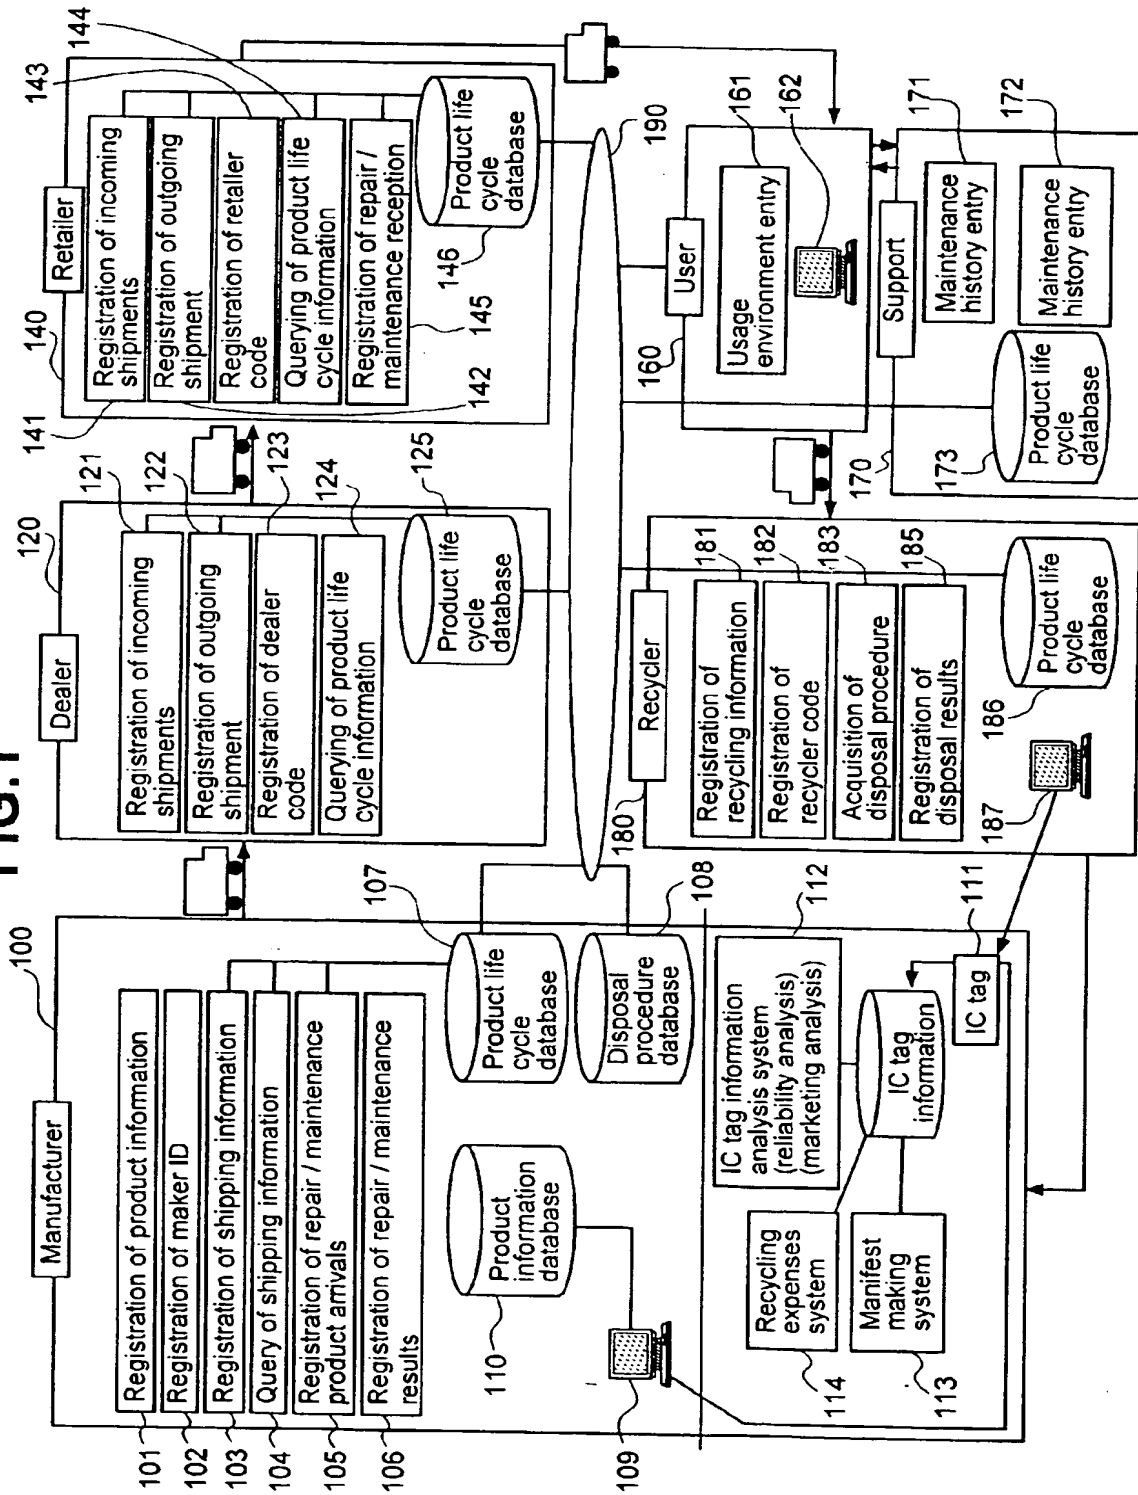 FIG.1
100
Manufacturer
101
Registration of product information
102
Registration of maker ID
103
Registration of shipping information
104
Query of shipping information
105
Registration of repair / maintenance
product arrivals
106
Registration of repair / maintenance
results
107
Product life
cycle
database
108
Disposal
procedure
database
109
110
Product
information
database
111
IC tag
112
IC tag information
analysis system
(reliability analysis)
(marketing analysis)
IC tag
information
113
Manifest
making
system
114
Recycling
expenses
system
120
Dealer
121
Registration of incoming
shipments
122
Registration of outgoing
shipment
123
Registration of dealer
code
124
Querying of product life
cycle information
125
Product life
cycle
database
140
Retailer
141
Registration of incoming
shipments
142
Registration of outgoing
shipment
143
Registration of retailer
code
144
Querying of product life
cycle information
145
Registration of repair /
maintenance reception
146
Product life
cycle
database
190
160
User
161
Usage
environment entry
162
170
Support
171
Maintenance
history entry
172
Maintenance
history entry
173
Product life
cycle
database
180
Recycler
181
Registration of
recycling information
182
Registration of
recycler code
183
Acquisition of
disposal procedure
185
Registration of
disposal results
186
Product life
cycle
database
187